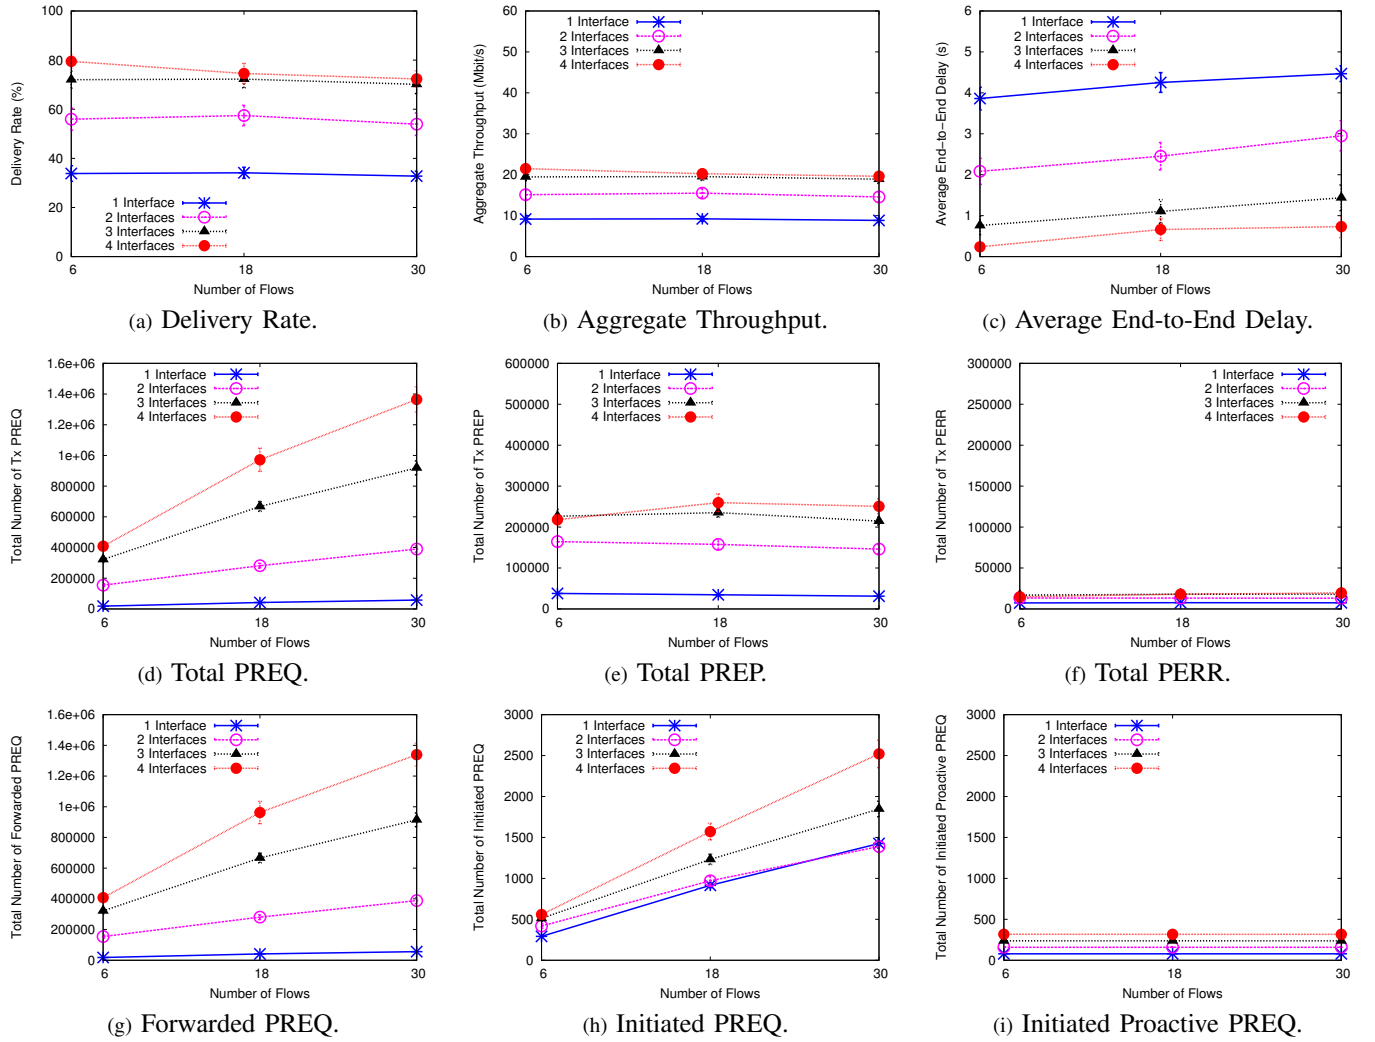 100
80
60
40
20
0
Delivery Rate (%)
1 Interface
2 Interfaces
3 Interfaces
4 Interfaces
6
18
30
Number of Flows
(a) Delivery Rate.
60
50
40
30
20
10
0
Aggregate Throughput (Mbit/s)
1 Interface
2 Interfaces
3 Interfaces
4 Interfaces
6
18
30
Number of Flows
(b) Aggregate Throughput.
6
5
4
3
2
1
0
Average End−to−End Delay (s)
1 Interface
2 Interfaces
3 Interfaces
4 Interfaces
6
18
30
Number of Flows
(c) Average End-to-End Delay.
1.6e+06
1.4e+06
1.2e+06
1e+06
800000
600000
400000
200000
0
Total Number of Tx PREQ
1 Interface
2 Interfaces
3 Interfaces
4 Interfaces
6
18
30
Number of Flows
(d) Total PREQ.
600000
500000
400000
300000
200000
100000
0
Total Number of Tx PREP
1 Interface
2 Interfaces
3 Interfaces
4 Interfaces
6
18
30
Number of Flows
(e) Total PREP.
300000
250000
200000
150000
100000
50000
0
Total Number of Tx PERR
1 Interface
2 Interfaces
3 Interfaces
4 Interfaces
6
18
30
Number of Flows
(f) Total PERR.
1.6e+06
1.4e+06
1.2e+06
1e+06
800000
600000
400000
200000
0
Total Number of Forwarded PREQ
1 Interface
2 Interfaces
3 Interfaces
4 Interfaces
6
18
30
Number of Flows
(g) Forwarded PREQ.
3000
2500
2000
1500
1000
500
0
Total Number of Initiated PREQ
1 Interface
2 Interfaces
3 Interfaces
4 Interfaces
6
18
30
Number of Flows
(h) Initiated PREQ.
3000
2500
2000
1500
1000
500
0
Total Number of Initiated Proactive PREQ
1 Interface
2 Interfaces
3 Interfaces
4 Interfaces
6
18
30
Number of Flows
(i) Initiated Proactive PREQ.